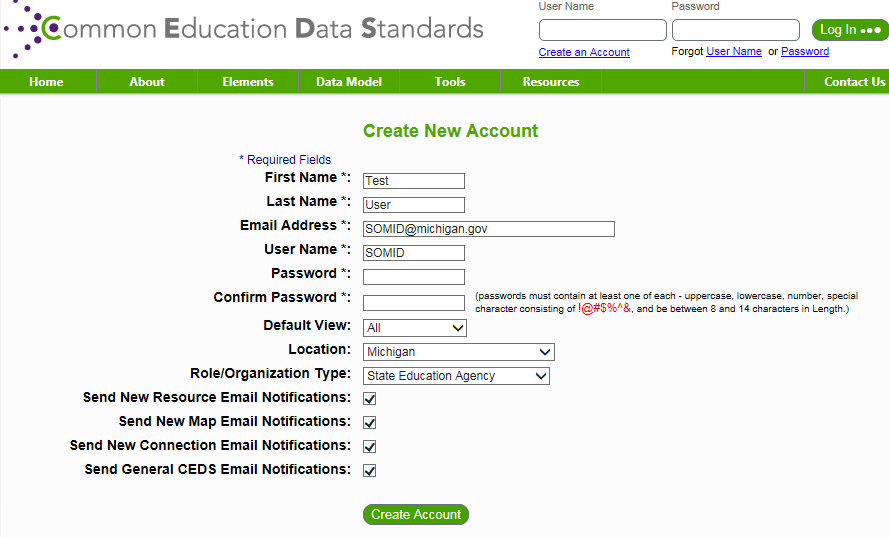 Common Education Data Standards
User Name Password
Log In
Create an Account Forgot User Name or Password
Home About Elements Data Model Tools Resources Contact Us
Create New Account
* Required Fields
First Name *: Test
Last Name *: User
Email Address *: SOMID@michigan.gov
User Name *: SOMID
Password *:
Confirm Password *: (passwords must contain at least one of each - uppercase, lowercase, number, special
character consisting of !@#$%^&, and be between 8 and 14 characters in Length.)
Default View: All
Location: Michigan
Role/Organization Type: State Education Agency
Send New Resource Email Notifications:
Send New Map Email Notifications:
Send New Connection Email Notifications:
Send General CEDS Email Notifications:
Create Account